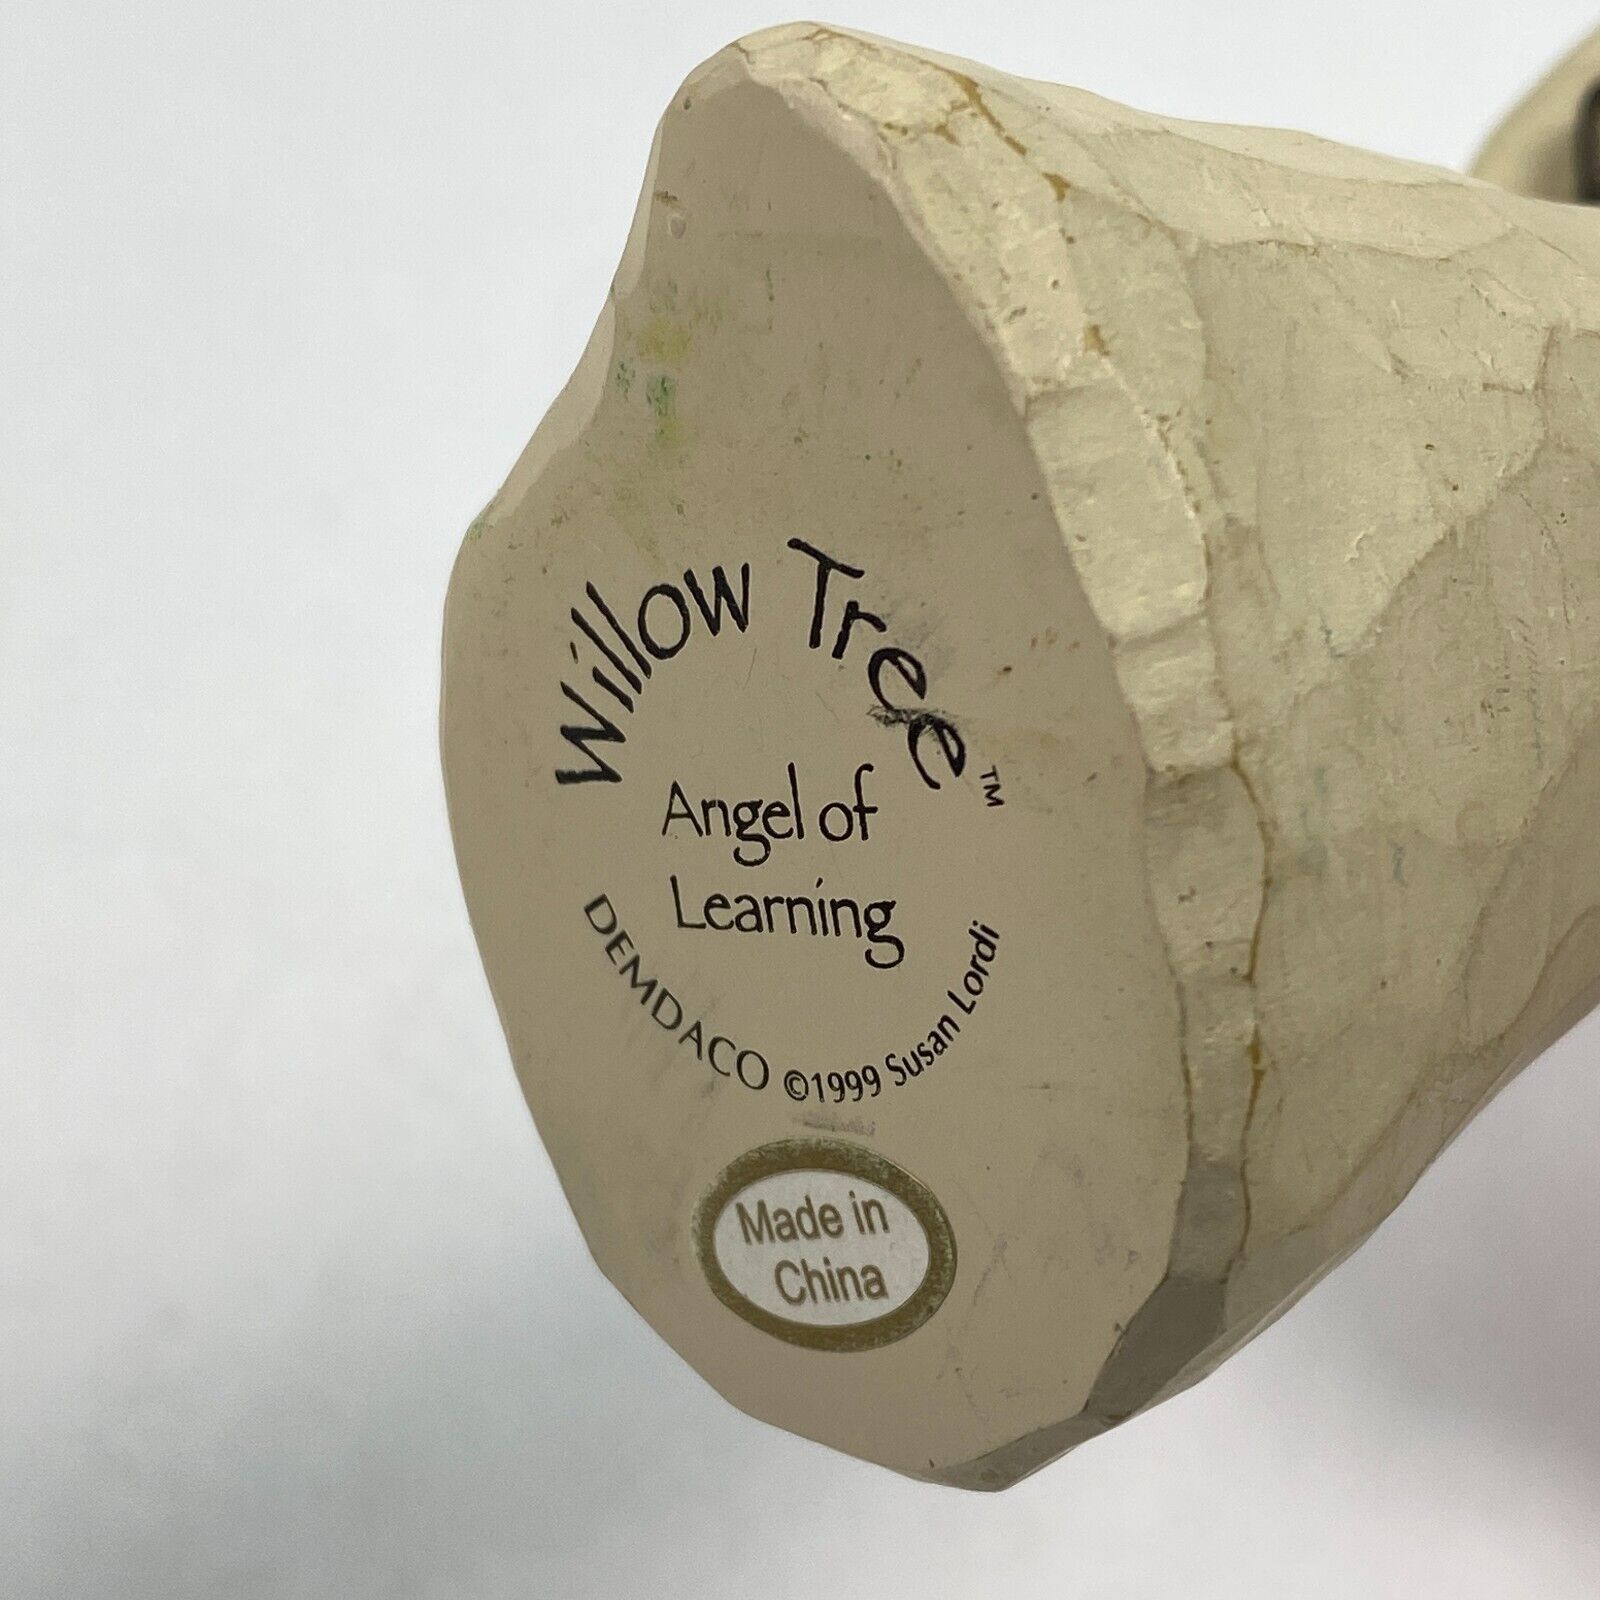 Willow Tree™
Angel of
Learning
DEMDACO ©1999 Susan Lordi
Made in
China